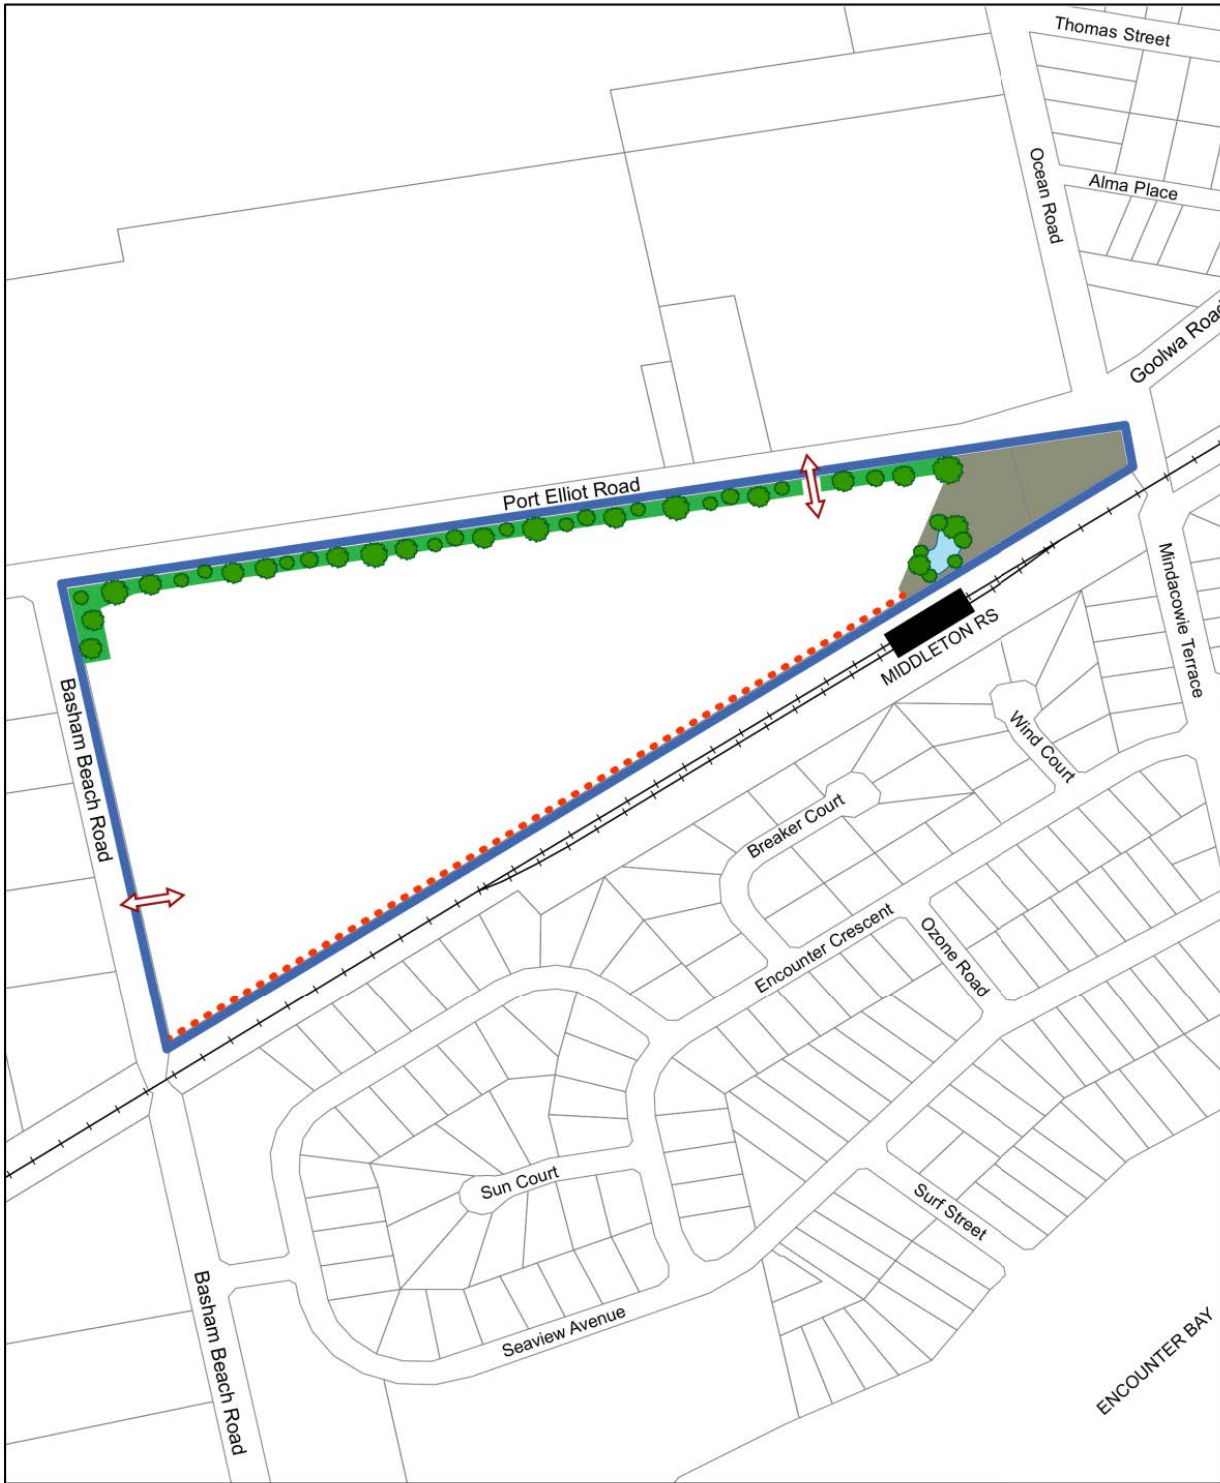 Thomas Street
Ocean Road
Alma Place
Goolwa Road
Port Elliot Road
Mindacowie Terrace
MIDDLETON RS
Basham Beach Road
Wind Court
Breaker Court
Encounter Crescent
Ozone Road
Sun Court
Surf Street
Basham Beach Road
Seaview Avenue
ENCOUNTER BAY